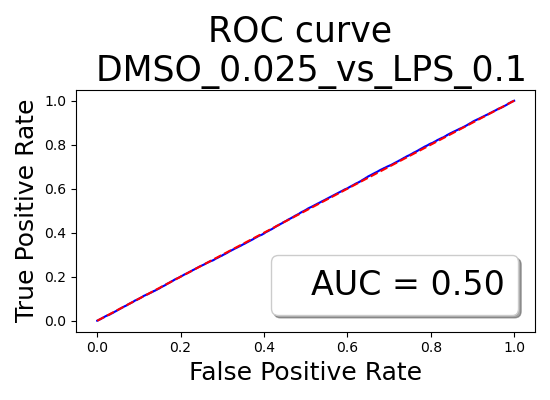 ROC curve
DMSO_0.025_vs_LPS_0.1
True Positive Rate
1.0
0.8
0.6
0.4
0.2
0.0
AUC = 0.50
0.0 0.2 0.4 0.6 0.8 1.0
False Positive Rate